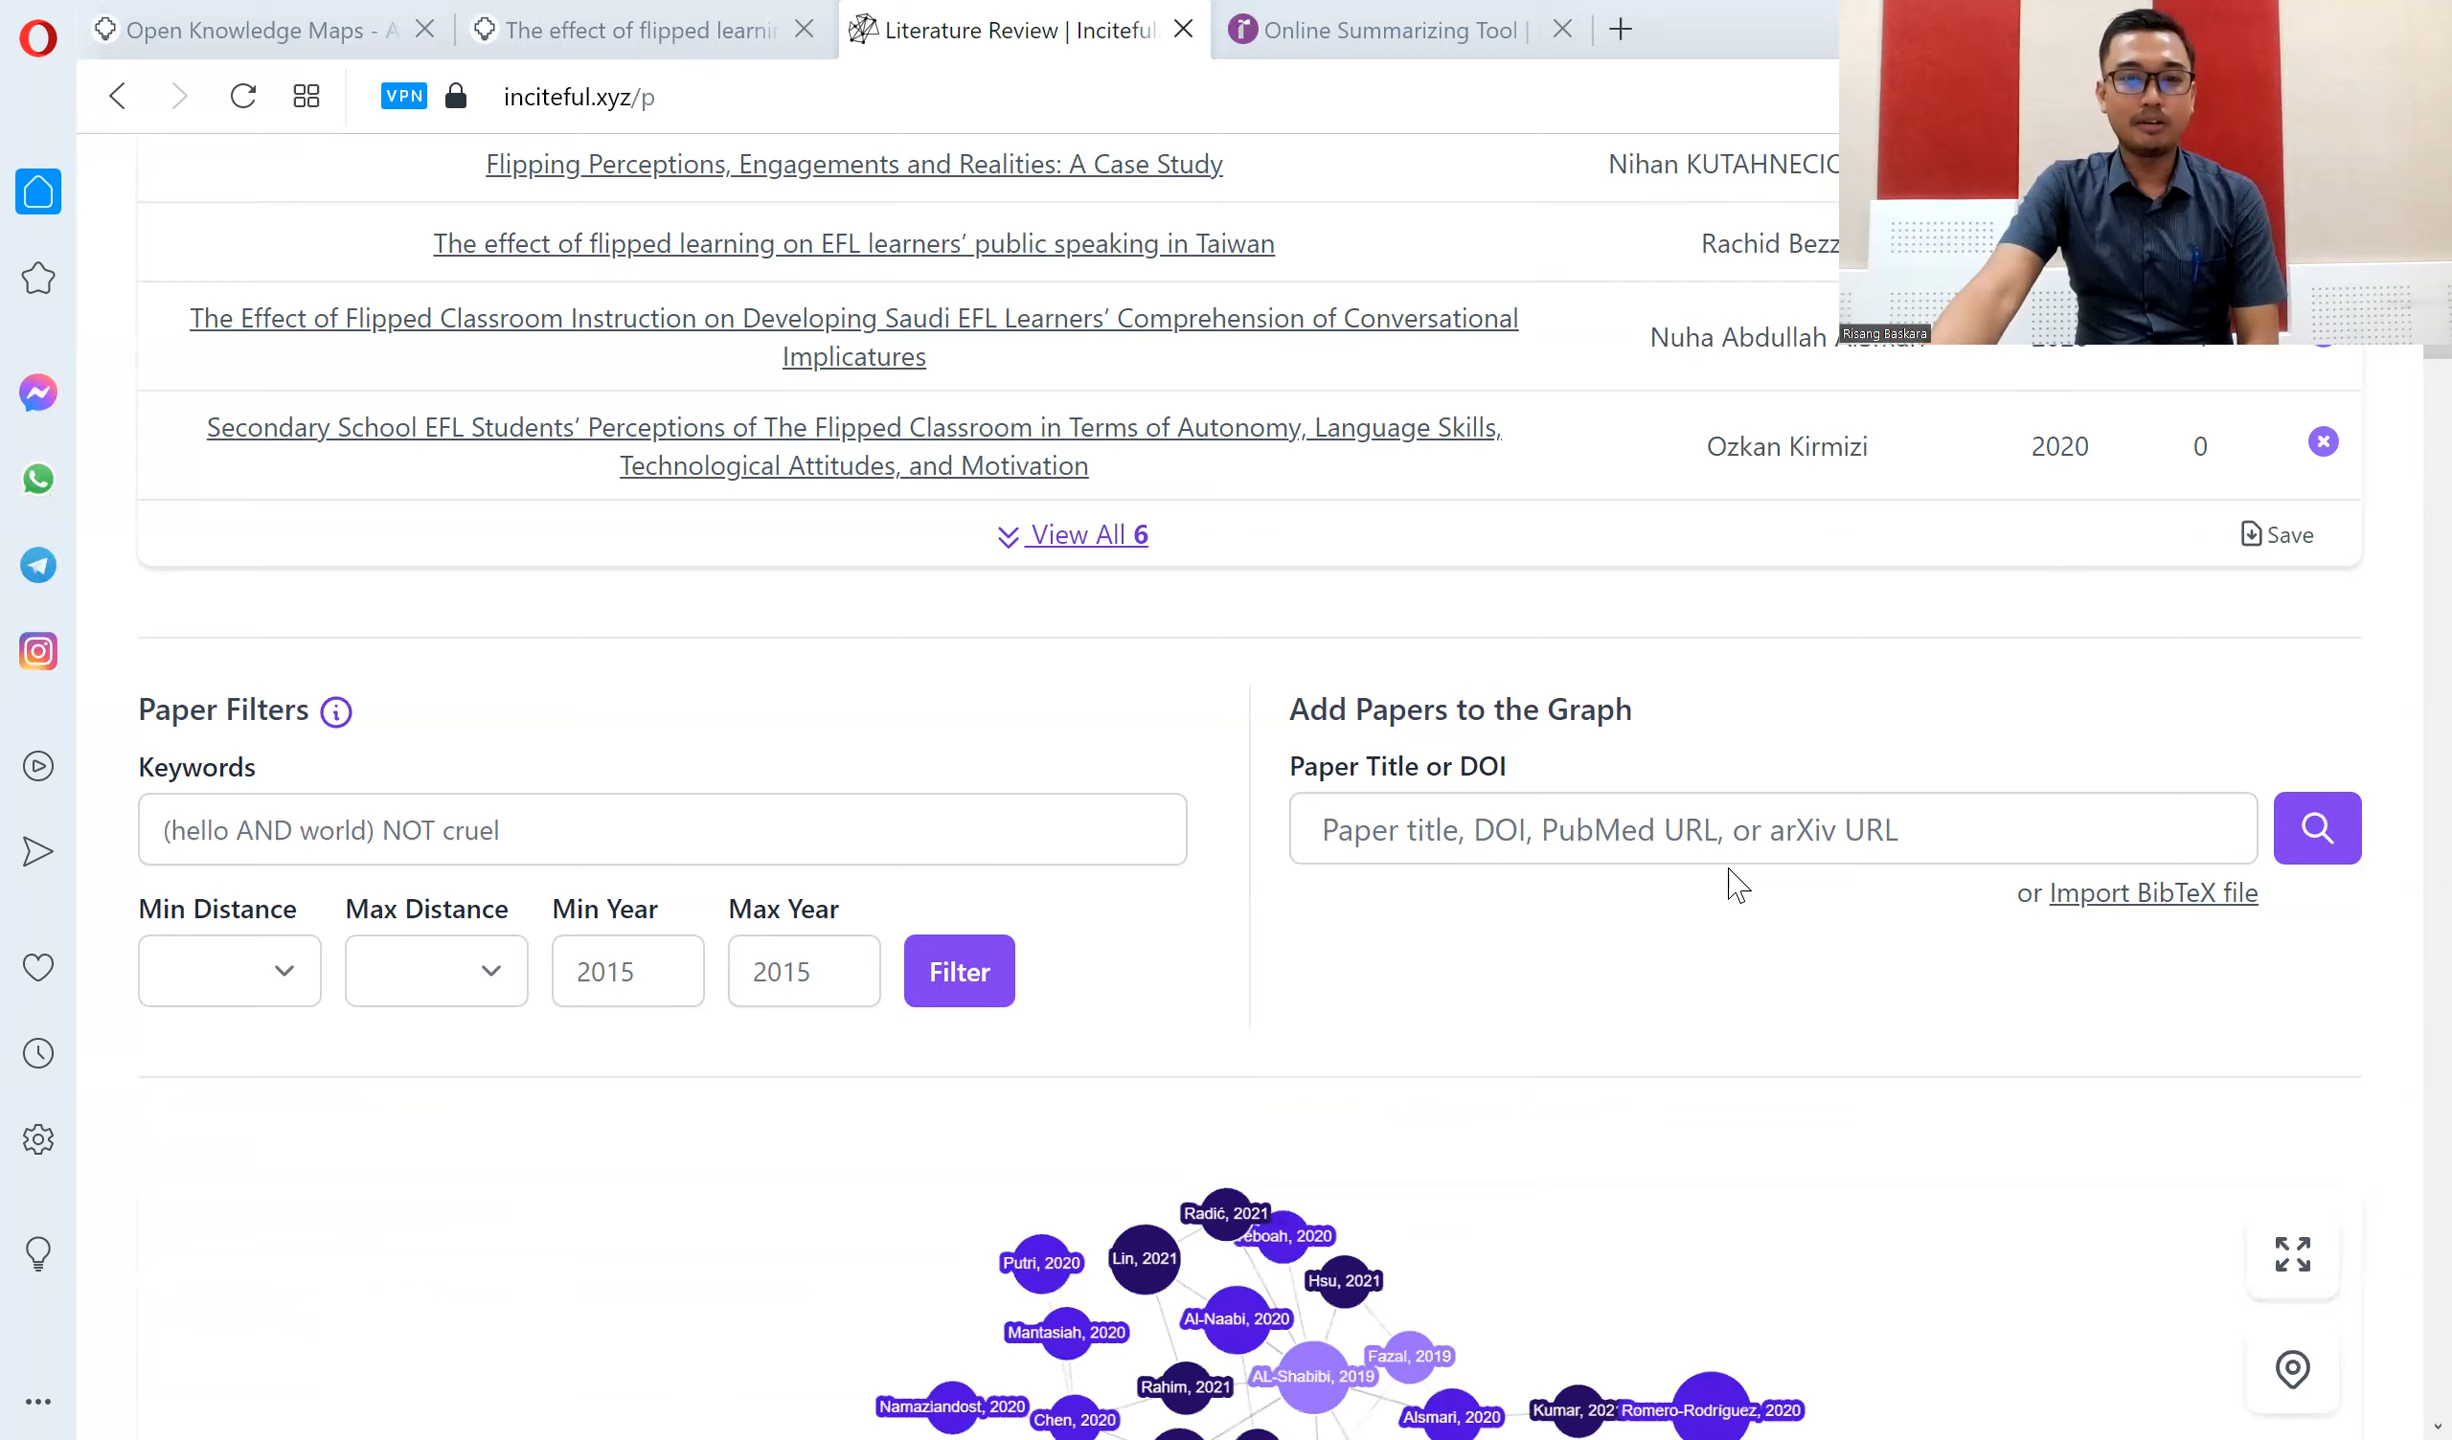 Open Knowledge Maps - A
The effect of flipped learni
Literature Review | Inciteful
Online Summarizing Tool |
VPN
inciteful.xyz/p
Flipping Perceptions, Engagements and Realities: A Case Study
Nihan KUTAHNECIO
The effect of flipped learning on EFL learners’ public speaking in Taiwan
Rachid Bezz
The Effect of Flipped Classroom Instruction on Developing Saudi EFL Learners’ Comprehension of Conversational
Implicatures
Nuha Abdullah
Risang Baskara
Secondary School EFL Students’ Perceptions of The Flipped Classroom in Terms of Autonomy, Language Skills,
Technological Attitudes, and Motivation
Ozkan Kirmizi
2020
0
View All 6
Save
Paper Filters
Keywords
(hello AND world) NOT cruel
Min Distance
Max Distance
Min Year
Max Year
2015
2015
Filter
Add Papers to the Graph
Paper Title or DOI
Paper title, DOI, PubMed URL, or arXiv URL
or Import BibTeX file
Radić, 2021
eboah, 2020
Putri, 2020
Lin, 2021
Hsu, 2021
Al-Naabi, 2020
Mantasiah, 2020
Fazal, 2019
AL-Shabibi, 2019
Rahim, 2021
Namaziandost, 2020
Chen, 2020
Alsmari, 2020
Kumar, 202
Romero-Rodríguez, 2020